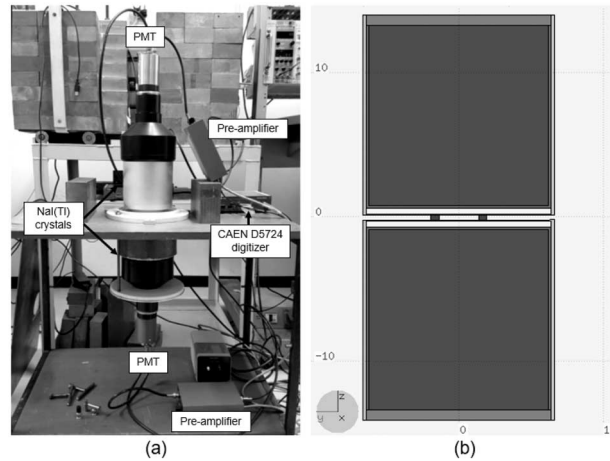 PMT
Pre-amplifier
NaI(Tl)
crystals
CAEN D5724
digitizer
PMT
Pre-amplifier
(a)
10
0
-10
z
y
x
0
1
(b)